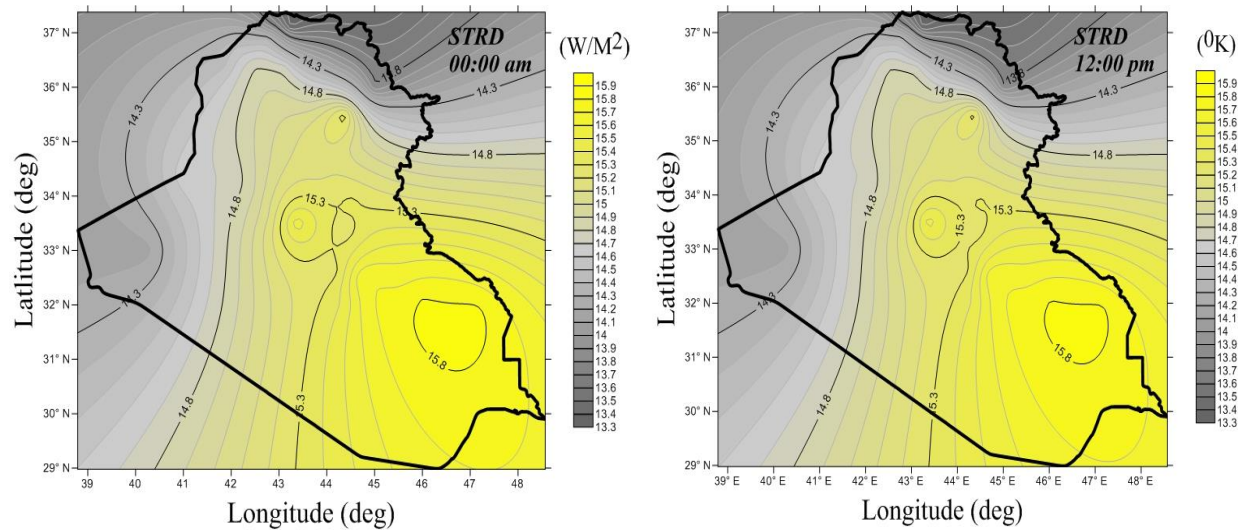 STRD
00:00 am
(W/M²)
37° N
36° N
35° N
34° N
33° N
32° N
31° N
30° N
29° N
Latlitude (deg)
39
40
41
42
43
44
45
46
47
48
Longitude (deg)
14.3
14.3
13.8
14.3
14.8
14.3
14.8
14.8
15.3
15.3
14.3
15.8
14.8
15.3
15.9
15.8
15.7
15.6
15.5
15.4
15.3
15.2
15.1
15
14.9
14.8
14.7
14.6
14.5
14.4
14.3
14.2
14.1
14
13.9
13.8
13.7
13.6
13.5
13.4
13.3
STRD
12:00 pm
(⁰K)
37° N
36° N
35° N
34° N
33° N
32° N
31° N
30° N
29° N
Latlitude (deg)
39° E
40° E
41° E
42° E
43° E
44° E
45° E
46° E
47° E
48° E
Longitude (deg)
14.3
13.8
14.3
14.8
14.3
14.8
14.8
15.3
15.3
14.3
15.8
14.8
15.3
15.9
15.8
15.7
15.6
15.5
15.4
15.3
15.2
15.1
15
14.9
14.8
14.7
14.6
14.5
14.4
14.3
14.2
14.1
14
13.9
13.8
13.7
13.6
13.5
13.4
13.3